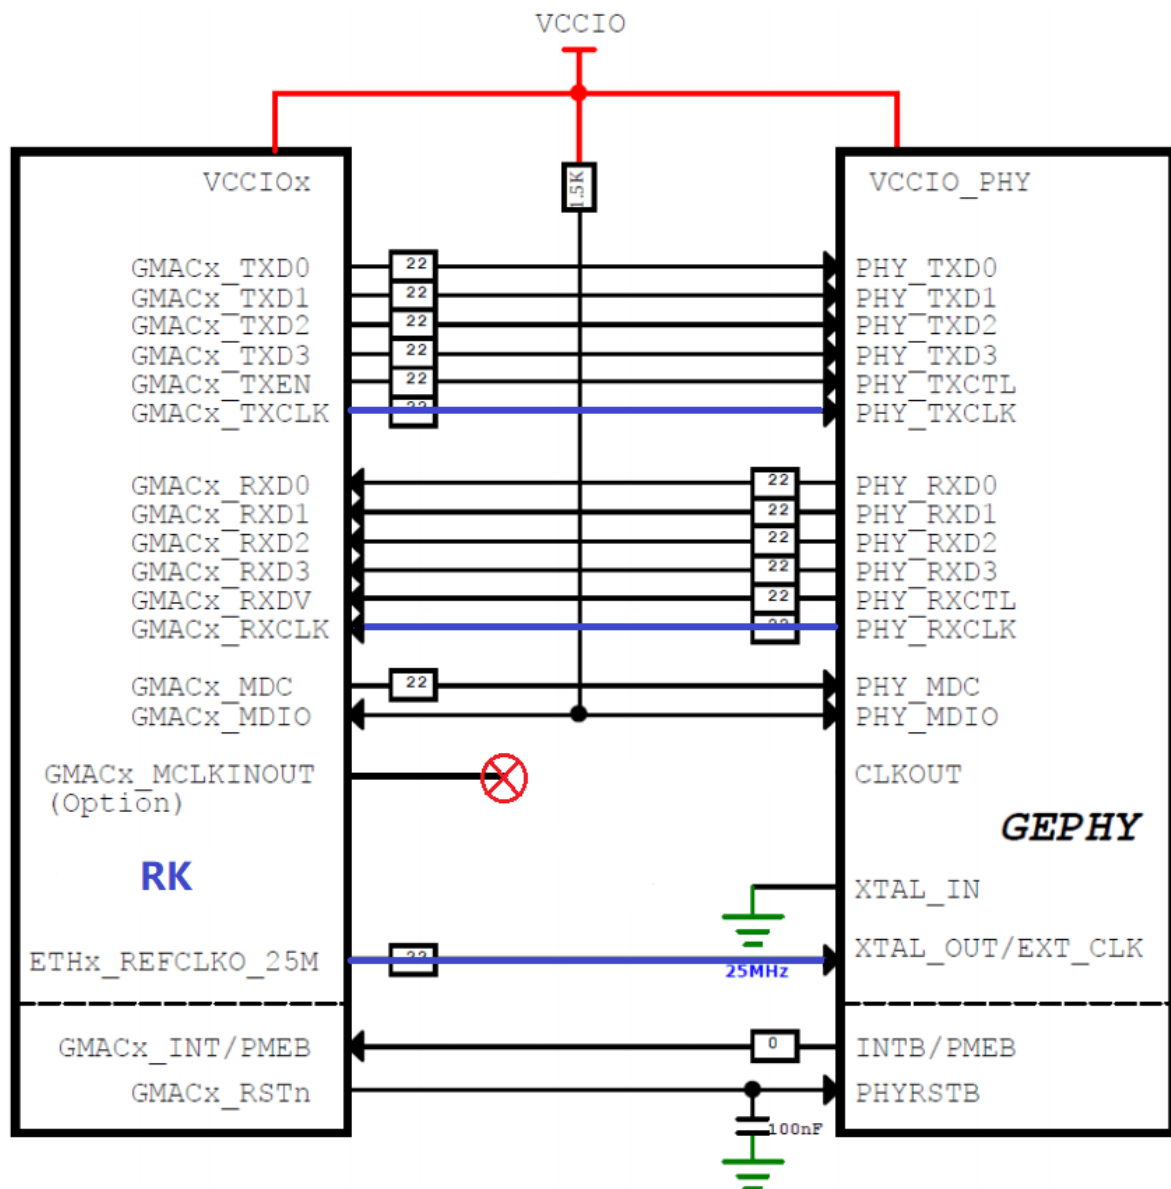 VCCIO
VCCIOx
1.5K
VCCIO_PHY
GMACx_TXD0 22 PHY_TXD0
GMACx_TXD1 22 PHY_TXD1
GMACx_TXD2 22 PHY_TXD2
GMACx_TXD3 22 PHY_TXD3
GMACx_TXEN 22 PHY_TXCTL
GMACx_TXCLK 22 PHY_TXCLK
GMACx_RXD0 22 PHY_RXD0
GMACx_RXD1 22 PHY_RXD1
GMACx_RXD2 22 PHY_RXD2
GMACx_RXD3 22 PHY_RXD3
GMACx_RXDV 22 PHY_RXCTL
GMACx_RXCLK 22 PHY_RXCLK
GMACx_MDC 22 PHY_MDC
GMACx_MDIO PHY_MDIO
GMACx_MCLKINOUT CLKOUT
(Option)
GEPHY
RK
XTAL_IN
ETHx_REFCLKO_25M 22 XTAL_OUT/EXT_CLK
25MHz
GMACx_INT/PMEB 0 INTB/PMEB
GMACx_RSTn PHYRSTB
100nF